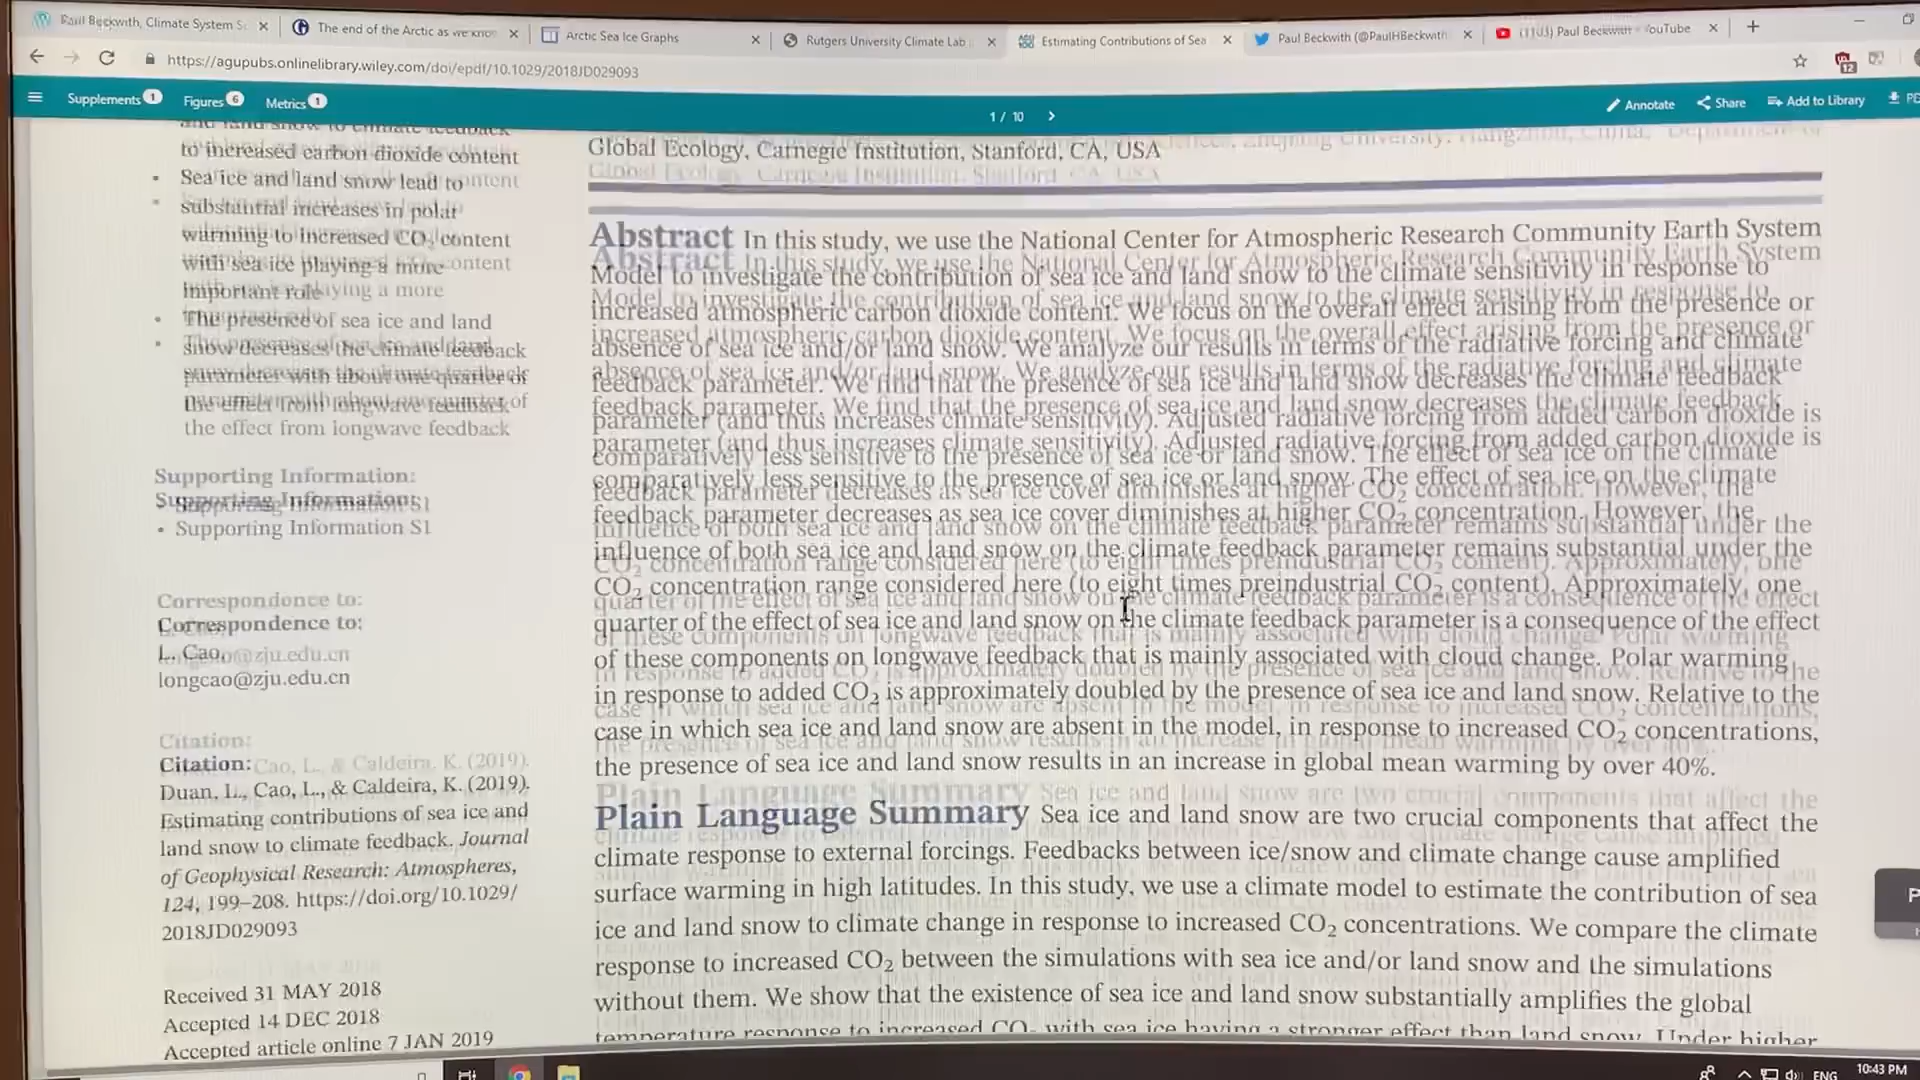 Paul Beckwith, Climate System Sc
The end of the Arctic as we know
Arctic Sea Ice Graphs
Rutgers University Climate Lab
Estimating Contributions of Sea
Paul Beckwith (@PaulHBeckwith
Paul Beckwith - YouTube
https://agupubs.onlinelibrary.wiley.com/doi/epdf/10.1029/2018JD029093
12
Supplements 1
Figures 6
Metrics 1
1 / 10
Annotate
Share
Add to Library
and land snow to climate feedback
to increased carbon dioxide content
Sea ice and land snow lead to
substantial increases in polar
warming to increased CO2 content
with sea ice playing a more
important role
The presence of sea ice and land
snow decreases the climate feedback
parameter with about one quarter of
the effect from longwave feedback
Supporting Information:
• Supporting Information S1
Correspondence to:
L. Cao,
longcao@zju.edu.cn
Citation:
Duan, L., Cao, L., & Caldeira, K. (2019).
Estimating contributions of sea ice and
land snow to climate feedback. Journal
of Geophysical Research: Atmospheres,
124, 199–208. https://doi.org/10.1029/
2018JD029093
Received 31 MAY 2018
Accepted 14 DEC 2018
Accepted article online 7 JAN 2019
Global Ecology, Carnegie Institution, Stanford, CA, USA
Abstract In this study, we use the National Center for Atmospheric Research Community Earth System
Model to investigate the contribution of sea ice and land snow to the climate sensitivity in response to
increased atmospheric carbon dioxide content. We focus on the overall effect arising from the presence or
absence of sea ice and/or land snow. We analyze our results in terms of the radiative forcing and climate
feedback parameter. We find that the presence of sea ice and land snow decreases the climate feedback
parameter (and thus increases climate sensitivity). Adjusted radiative forcing from added carbon dioxide is
comparatively less sensitive to the presence of sea ice or land snow. The effect of sea ice on the climate
feedback parameter decreases as sea ice cover diminishes at higher CO2 concentration. However, the
influence of both sea ice and land snow on the climate feedback parameter remains substantial under the
CO2 concentration range considered here (to eight times preindustrial CO2 content). Approximately, one
quarter of the effect of sea ice and land snow on the climate feedback parameter is a consequence of the effect
of these components on longwave feedback that is mainly associated with cloud change. Polar warming
in response to added CO2 is approximately doubled by the presence of sea ice and land snow. Relative to the
case in which sea ice and land snow are absent in the model, in response to increased CO2 concentrations,
the presence of sea ice and land snow results in an increase in global mean warming by over 40%.
Plain Language Summary Sea ice and land snow are two crucial components that affect the
climate response to external forcings. Feedbacks between ice/snow and climate change cause amplified
surface warming in high latitudes. In this study, we use a climate model to estimate the contribution of sea
ice and land snow to climate change in response to increased CO2 concentrations. We compare the climate
response to increased CO2 between the simulations with sea ice and/or land snow and the simulations
without them. We show that the existence of sea ice and land snow substantially amplifies the global
temperature response to increased CO2 with sea ice having a stronger effect than land snow. Under higher
ENG
10:43 PM